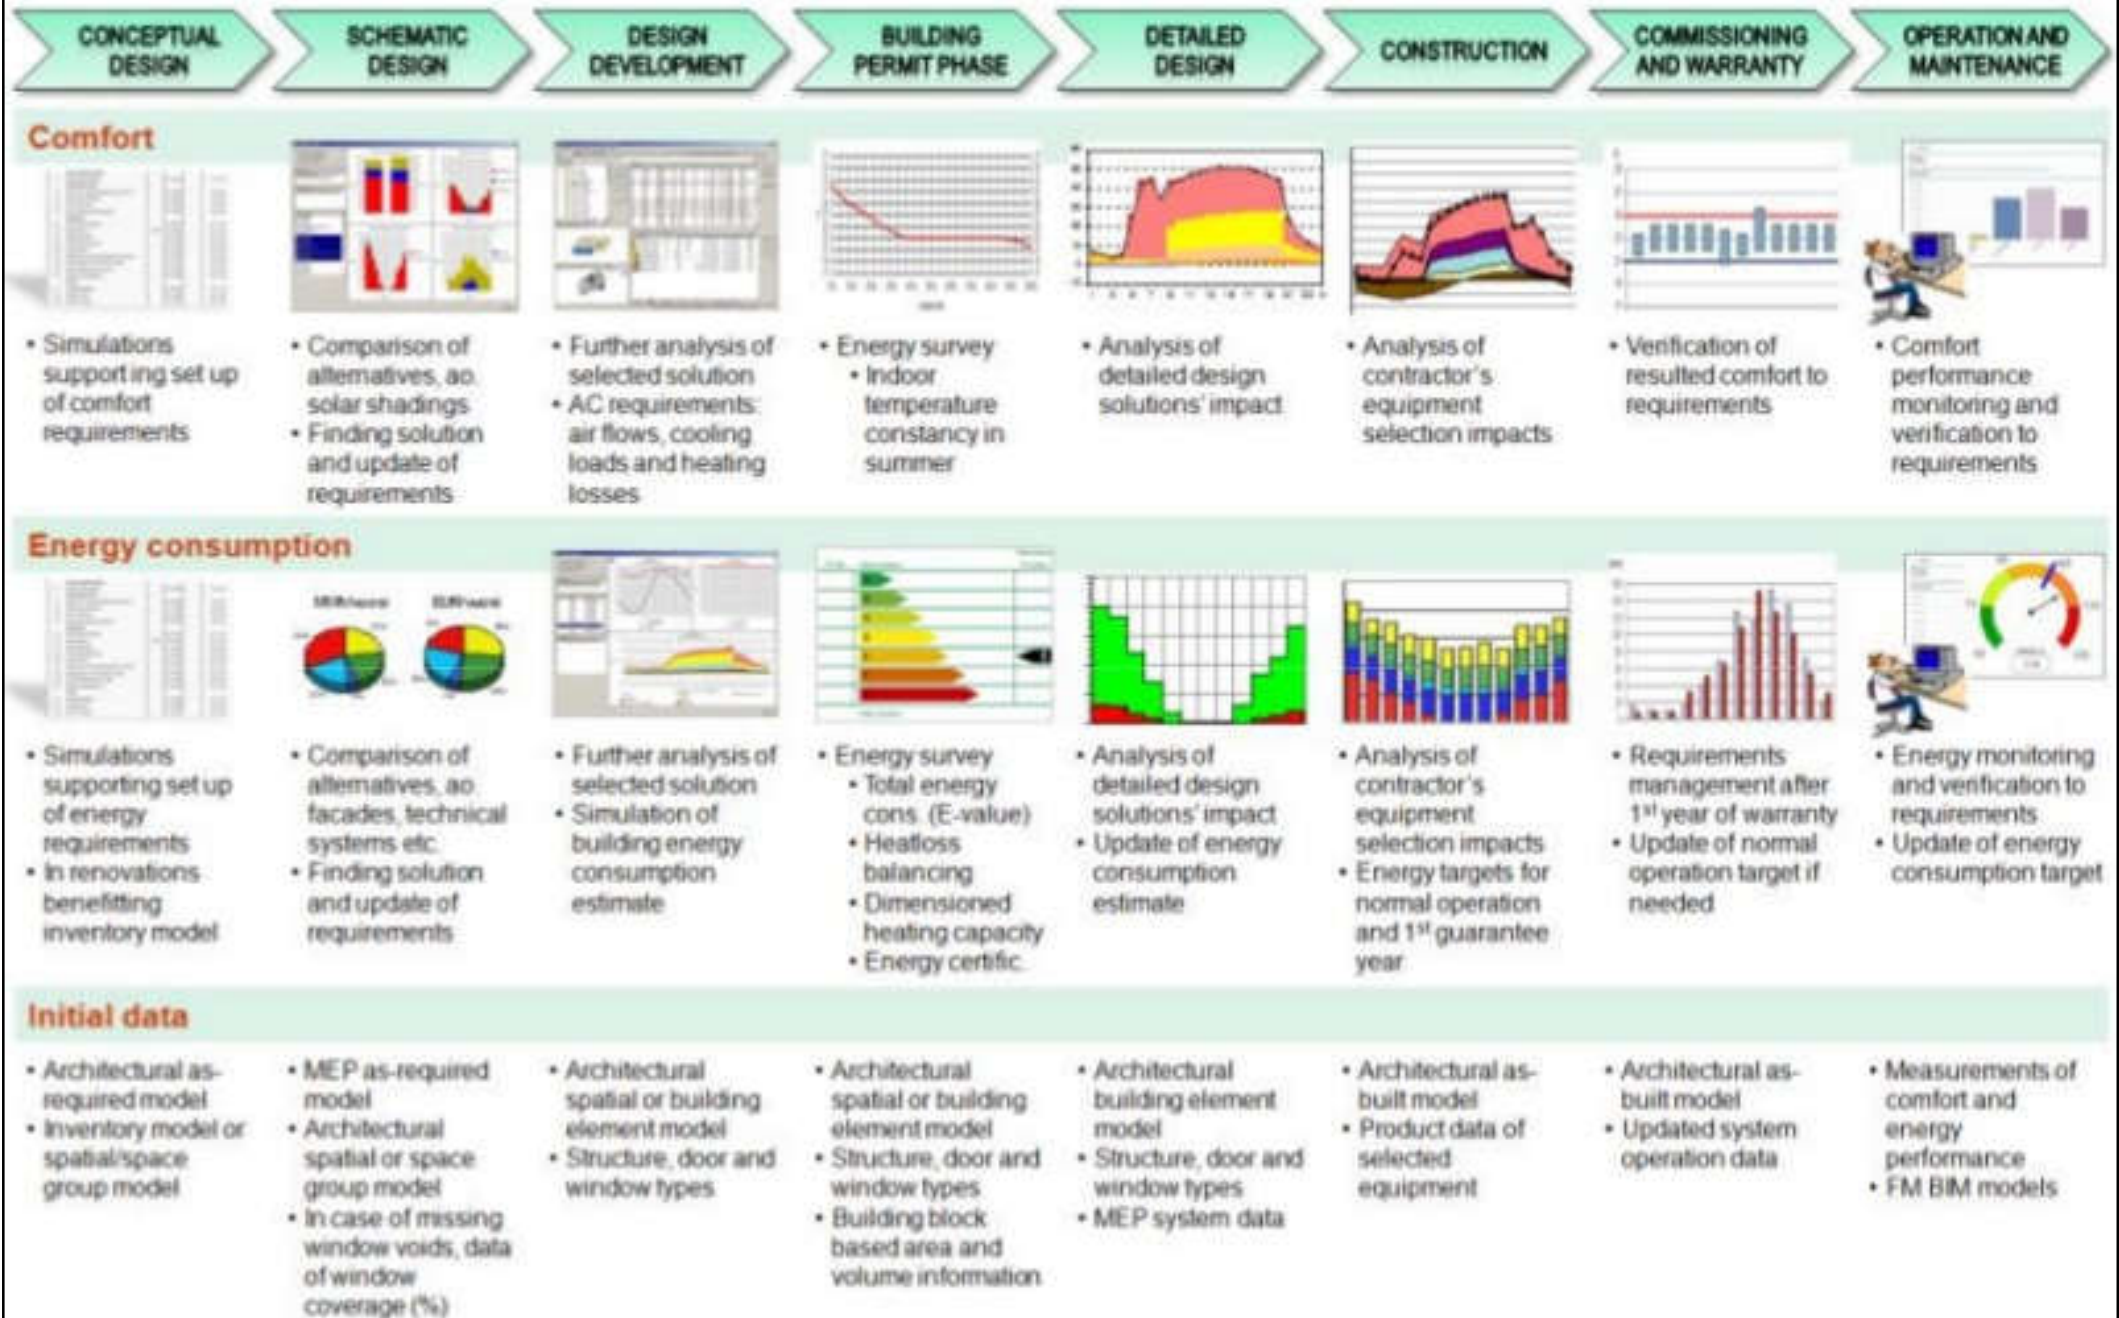 CONCEPTUAL
DESIGN
SCHEMATIC
DESIGN
DESIGN
DEVELOPMENT
BUILDING
PERMIT PHASE
DETAILED
DESIGN
CONSTRUCTION
COMMISSIONING
AND WARRANTY
OPERATION AND
MAINTENANCE
Comfort
• Simulations
supporting set up
of comfort
requirements
• Comparison of
alternatives, ao.
solar shadings
• Finding solution
and update of
requirements
• Further analysis of
selected solution
• AC requirements:
air flows, cooling
loads and heating
losses
• Energy survey
• Indoor
temperature
constancy in
summer
• Analysis of
detailed design
solutions' impact
• Analysis of
contractor's
equipment
selection impacts
• Verification of
resulted comfort to
requirements
• Comfort
performance
monitoring and
verification to
requirements
Energy consumption
• Simulations
supporting set up
of energy
requirements
• In renovations
benefitting
inventory model
• Comparison of
alternatives, ao.
facades, technical
systems etc.
• Finding solution
and update of
requirements
• Further analysis of
selected solution
• Simulation of
building energy
consumption
estimate
• Energy survey
• Total energy
cons. (E-value)
• Heatloss
balancing
• Dimensioned
heating capacity
• Energy certific.
• Analysis of
detailed design
solutions' impact
• Update of energy
consumption
estimate
• Analysis of
contractor's
equipment
selection impacts
• Energy targets for
normal operation
and 1st guarantee
year
• Requirements
management after
1st year of warranty
• Update of normal
operation target if
needed
• Energy monitoring
and verification to
requirements
• Update of energy
consumption target
Initial data
• Architectural as-
required model
• Inventory model or
spatial/space
group model
• MEP as-required
model
• Architectural
spatial or space
group model
• In case of missing
window voids, data
of window
coverage (%)
• Architectural
spatial or building
element model
• Structure, door and
window types
• Architectural
spatial or building
element model
• Structure, door and
window types
• Building block
based area and
volume information
• Architectural
building element
model
• Structure, door and
window types
• MEP system data
• Architectural as-
built model
• Product data of
selected
equipment
• Architectural as-
built model
• Updated system
operation data
• Measurements of
comfort and
energy
performance
• FM BIM models